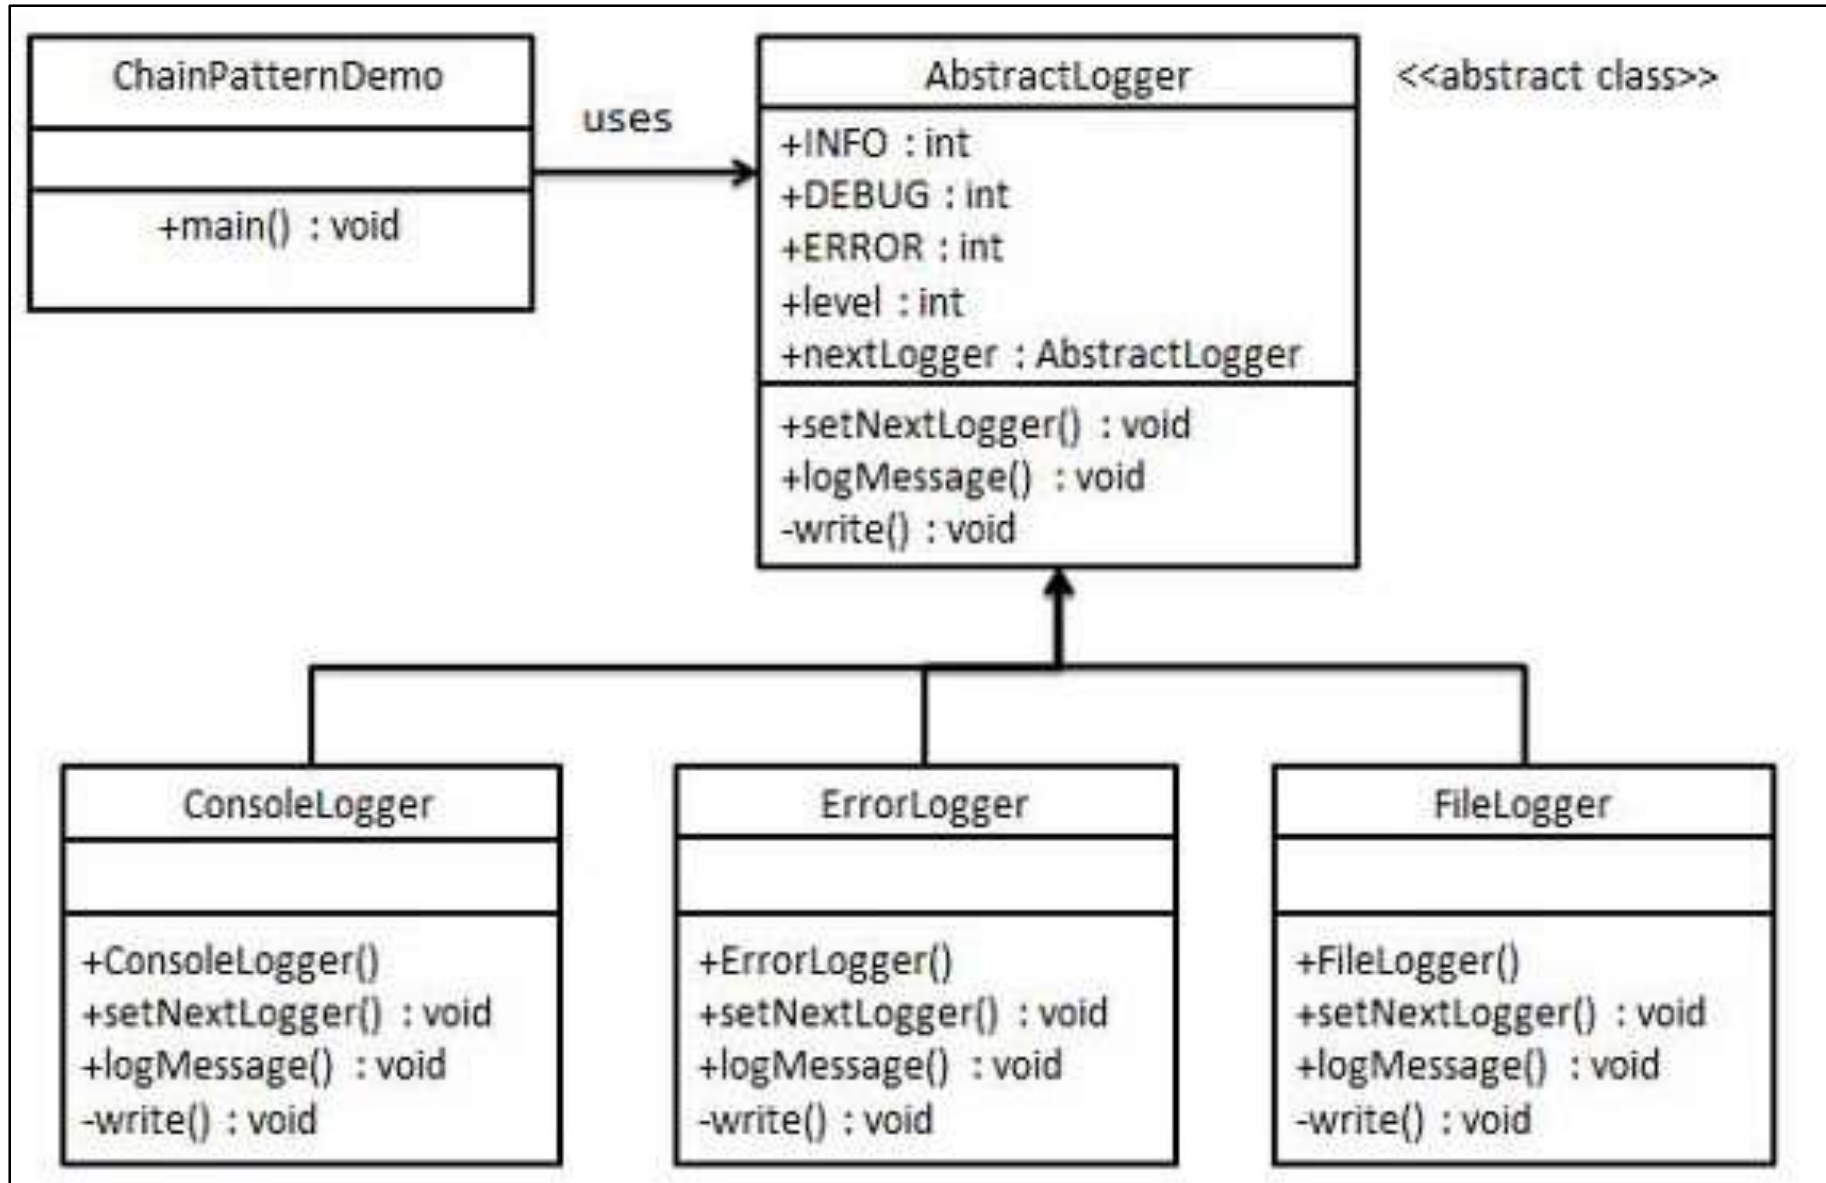 ChainPatternDemo
+main() : void
uses
AbstractLogger
<<abstract class>>
+INFO : int
+DEBUG : int
+ERROR : int
+level : int
+nextLogger : AbstractLogger
+setNextLogger() : void
+logMessage() : void
-write() : void
ConsoleLogger
+ConsoleLogger()
+setNextLogger() : void
+logMessage() : void
-write() : void
ErrorLogger
+ErrorLogger()
+setNextLogger() : void
+logMessage() : void
-write() : void
FileLogger
+FileLogger()
+setNextLogger() : void
+logMessage() : void
-write() : void